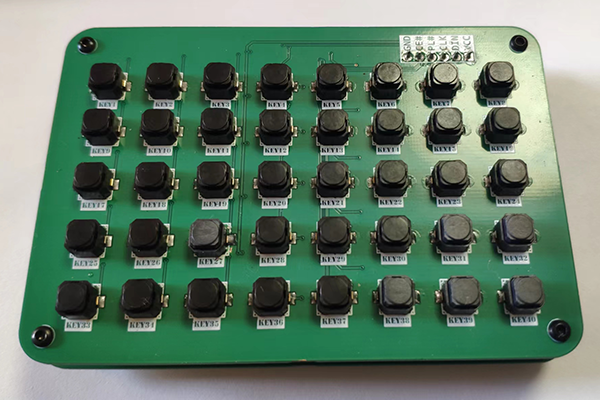 GND
CE#
PL#
CLK
DIN
VCC
KEY1 KEY2 KEY3 KEY4 KEY5 KEY6 KEY7 KEY8
KEY9 KEY10 KEY11 KEY12 KEY13 KEY14 KEY15 KEY16
KEY17 KEY18 KEY19 KEY20 KEY21 KEY22 KEY23 KEY24
KEY25 KEY26 KEY27 KEY28 KEY29 KEY30 KEY31 KEY32
KEY33 KEY34 KEY35 KEY36 KEY37 KEY38 KEY39 KEY40